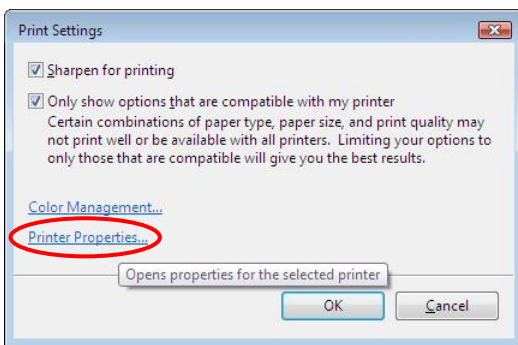 Print Settings
Sharpen for printing
Only show options that are compatible with my printer
Certain combinations of paper type, paper size, and print quality may
not print well or be available with all printers. Limiting your options to
only those that are compatible will give you the best results.
Color Management...
Printer Properties...
Opens properties for the selected printer
OK
Cancel